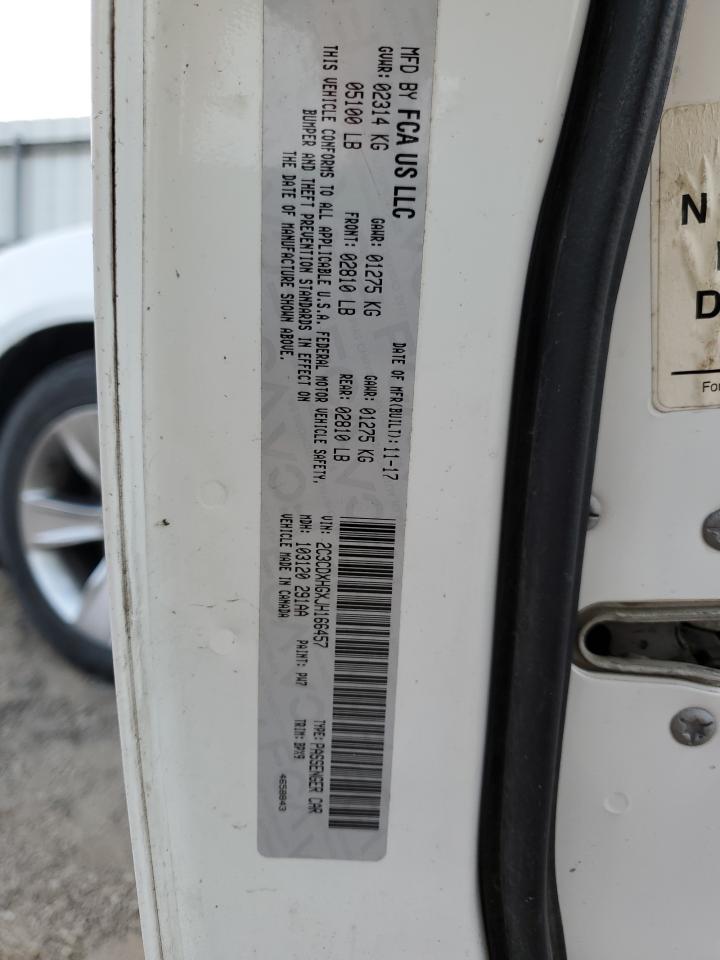 MFD BY FCA US LLC
DATE OF MFR(BUILT): 11-17
GVWR: 02314 KG GAWR: 01275 KG GAWR: 01275 KG
05100 LB FRONT: 02810 LB REAR: 02810 LB
THIS VEHICLE CONFORMS TO ALL APPLICABLE U.S.A. FEDERAL MOTOR VEHICLE SAFETY,
BUMPER AND THEFT PREVENTION STANDARDS IN EFFECT ON
THE DATE OF MANUFACTURE SHOWN ABOVE.
VIN: 2C3CDXHGXJH166457 TYPE: PASSENGER CAR
MDH: 103120 291AA PAINT: PW7 TRIM: BPX9
VEHICLE MADE IN CANADA 4658843
N
D
For